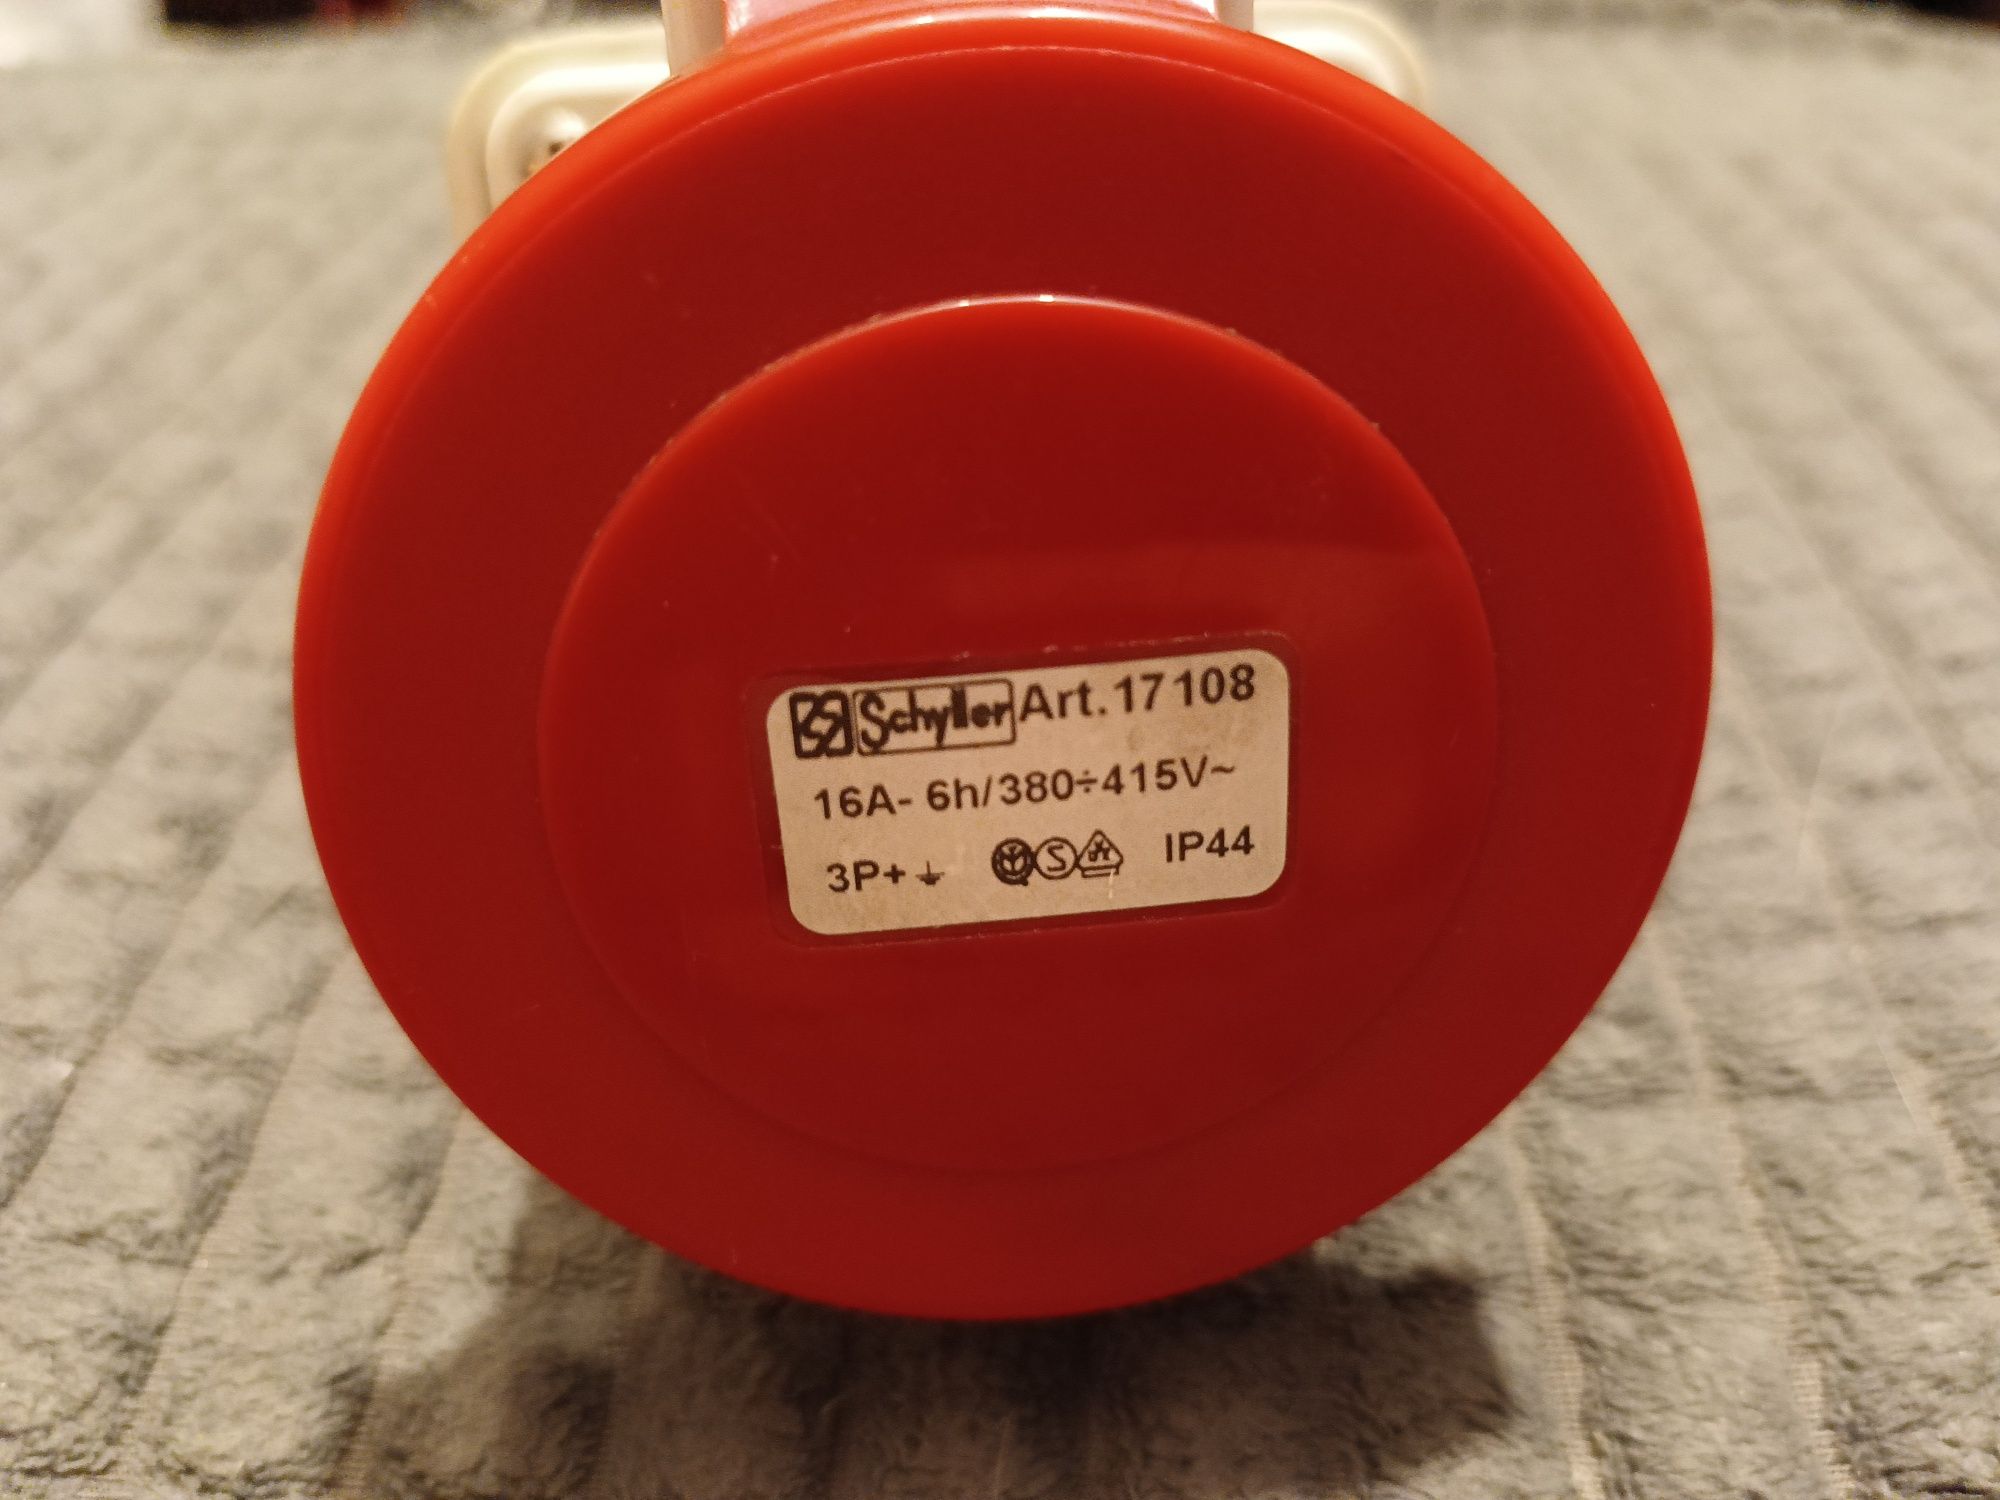 Schyller Art. 17108
16A- 6h/380÷415V~
3P+⏚ S IP44